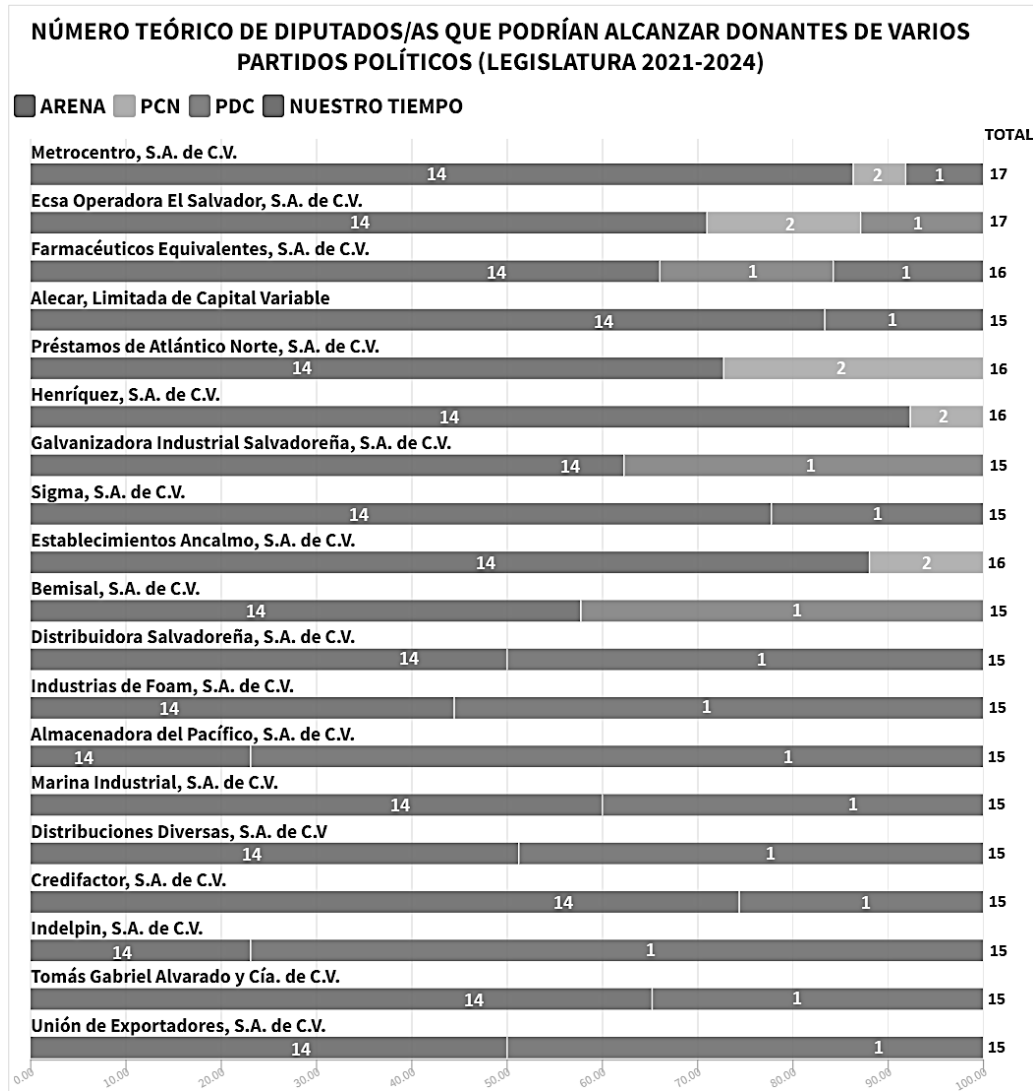 NÚMERO TEÓRICO DE DIPUTADOS/AS QUE PODRÍAN ALCANZAR DONANTES DE VARIOS
PARTIDOS POLÍTICOS (LEGISLATURA 2021-2024)
ARENA PCN PDC NUESTRO TIEMPO
TOTAL
Metrocentro, S.A. de C.V.
14 2 1 17
Ecsa Operadora El Salvador, S.A. de C.V.
14 2 1 17
Farmacéuticos Equivalentes, S.A. de C.V.
14 1 1 16
Alecar, Limitada de Capital Variable
14 1 15
Préstamos de Atlántico Norte, S.A. de C.V.
14 2 16
Henríquez, S.A. de C.V.
14 2 16
Galvanizadora Industrial Salvadoreña, S.A. de C.V.
14 1 15
Sigma, S.A. de C.V.
14 1 15
Establecimientos Ancalmo, S.A. de C.V.
14 2 16
Bemisal, S.A. de C.V.
14 1 15
Distribuidora Salvadoreña, S.A. de C.V.
14 1 15
Industrias de Foam, S.A. de C.V.
14 1 15
Almacenadora del Pacífico, S.A. de C.V.
14 1 15
Marina Industrial, S.A. de C.V.
14 1 15
Distribuciones Diversas, S.A. de C.V
14 1 15
Credifactor, S.A. de C.V.
14 1 15
Indelpin, S.A. de C.V.
14 1 15
Tomás Gabriel Alvarado y Cía. de C.V.
14 1 15
Unión de Exportadores, S.A. de C.V.
14 1 15
0.00 10.00 20.00 30.00 40.00 50.00 60.00 70.00 80.00 90.00 100.00